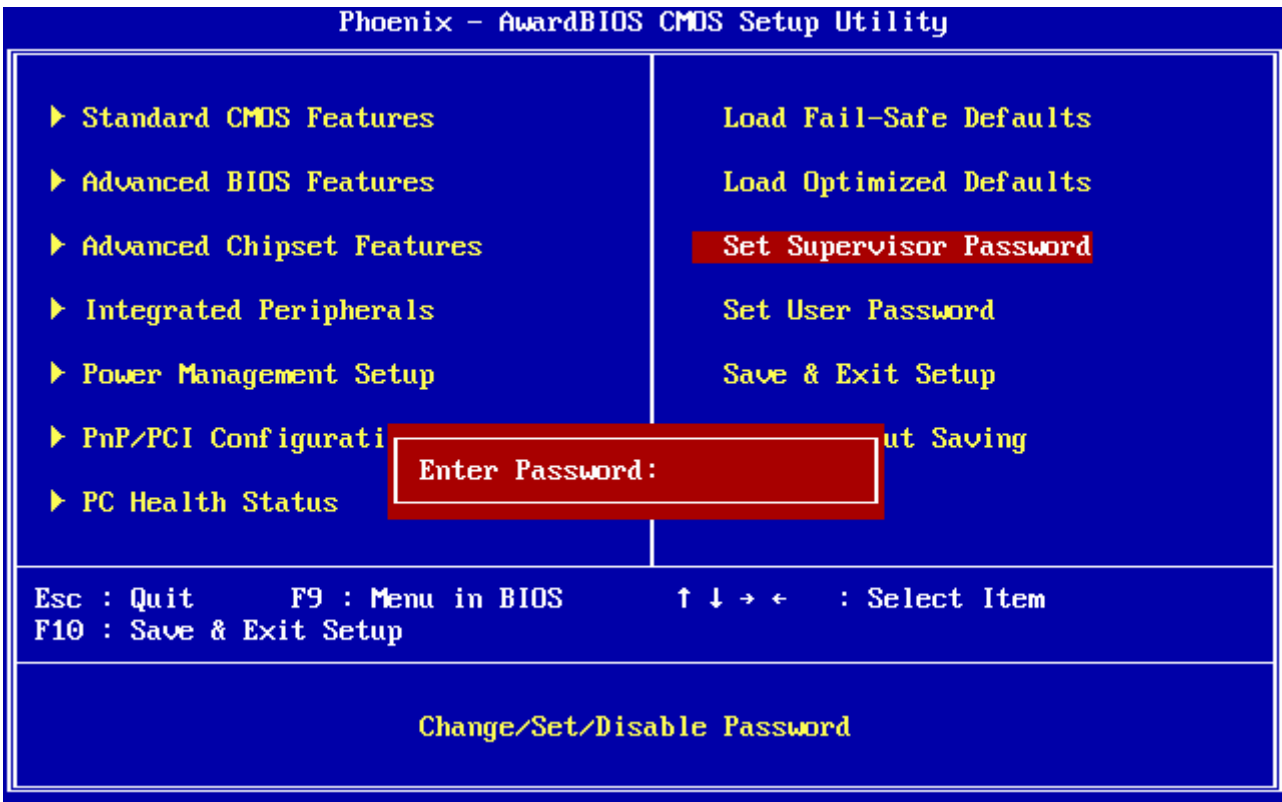 Phoenix - AwardBIOS CMOS Setup Utility
Standard CMOS Features
Advanced BIOS Features
Advanced Chipset Features
Integrated Peripherals
Power Management Setup
PnP/PCI Configurati
PC Health Status
Load Fail-Safe Defaults
Load Optimized Defaults
Set Supervisor Password
Set User Password
Save & Exit Setup
ut Saving
Enter Password:
Esc : Quit F9 : Menu in BIOS ↑ ↓ → ← : Select Item
F10 : Save & Exit Setup
Change/Set/Disable Password